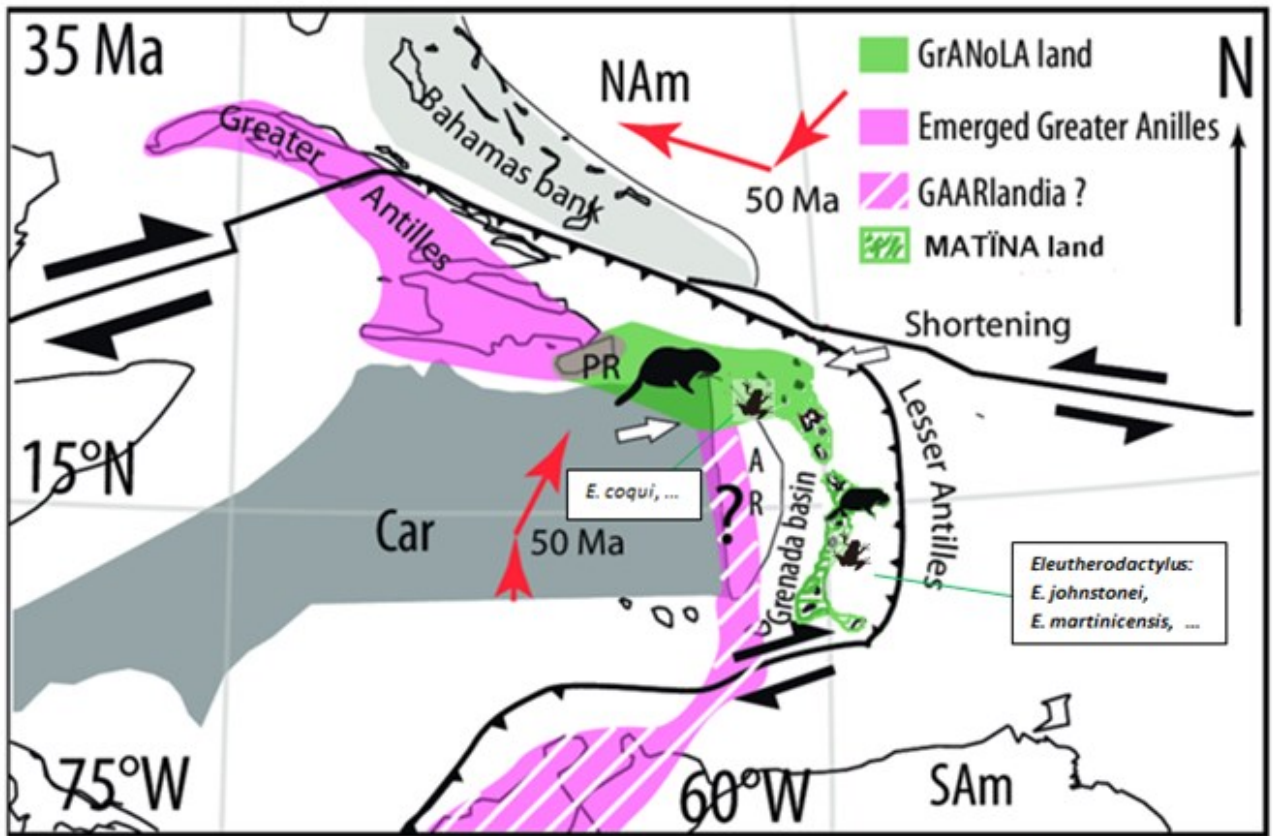 35 Ma
NAm
N
GrANoLA land
Emerged Greater Anilles
GAARlandia ?
MATÏNA land
50 Ma
Bahamas bank
Greater
Antilles
Shortening
PR
Lesser Antilles
15°N
E. coqui, ...
A
R
?
Grenada basin
Car
50 Ma
Eleutherodactylus:
E. johnstonei,
E. martinicensis, ...
75°W
60°W
SAm